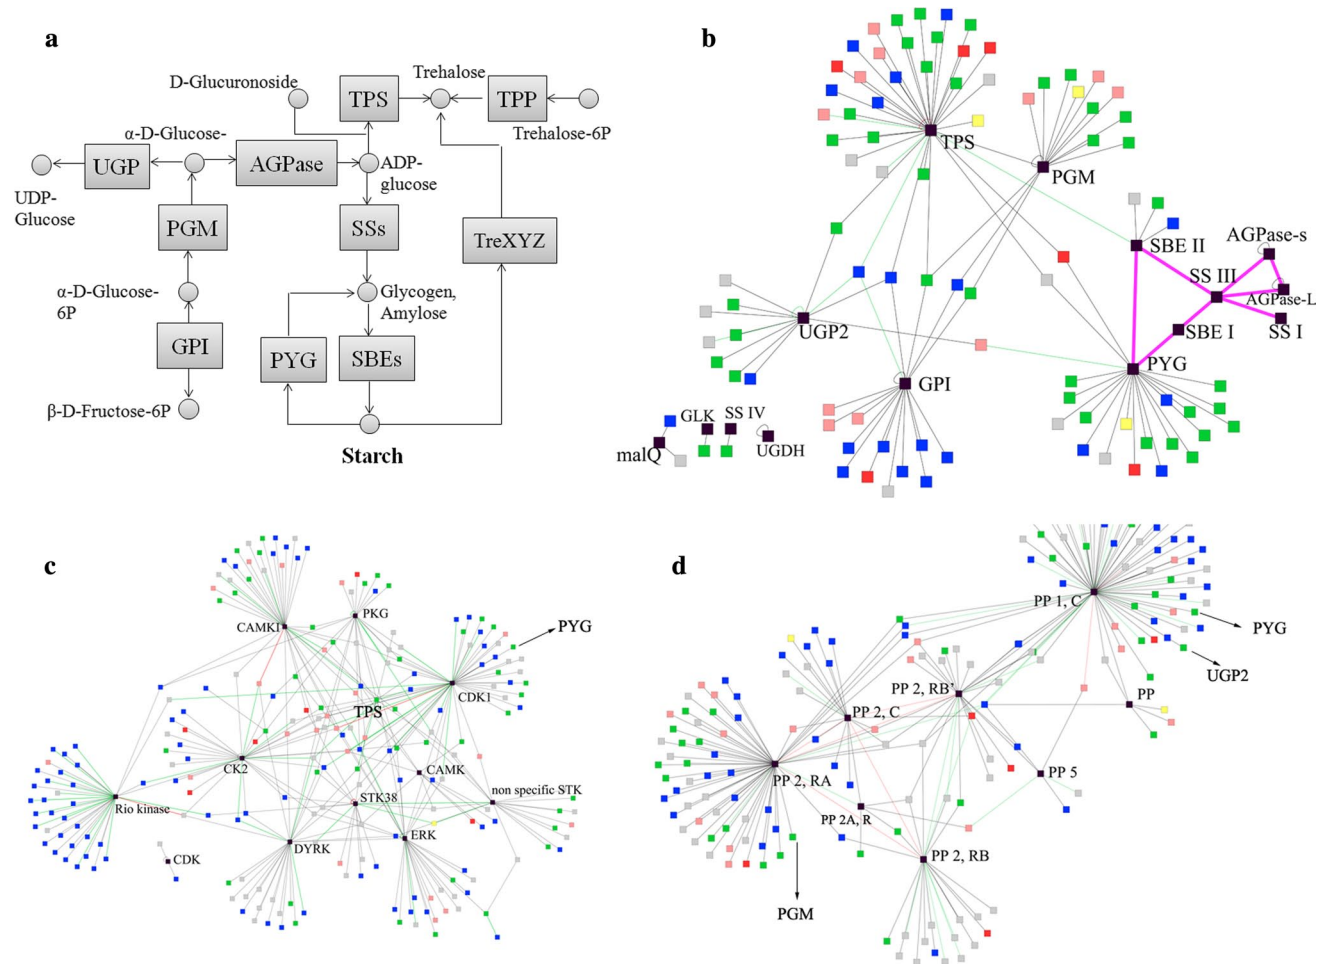 a
D-Glucuronoside
TPS
Trehalose
TPP
Trehalose-6P
α-D-Glucose-
UGP
AGPase
ADP-
glucose
UDP-
Glucose
PGM
SSs
TreXYZ
α-D-Glucose-
6P
Glycogen,
Amylose
GPI
PYG
SBEs
β-D-Fructose-6P
Starch
b
TPS
PGM
SBE II
AGPase-s
SS III
AGPase-L
SBE I
SS I
UGP2
PYG
GPI
GLK
SS IV
malQ
UGDH
c
PKG
CAMKI
PYG
CDK1
TPS
CK2
CAMK
Rio kinase
STK38
non specific STK
DYRK
ERK
CDK
d
PP 1, C
PYG
UGP2
PP 2, RB'
PP
PP 2, C
PP 2, RA
PP 5
PP 2A, R
PP 2, RB
PGM